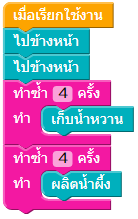 เมื่อเรียกใช้งาน
ไปข้างหน้า
ไปข้างหน้า
ทำซ้ำ 4 ครั้ง
ทำ เก็บน้ำหวาน
ทำซ้ำ 4 ครั้ง
ทำ ผลิตน้ำผึ้ง